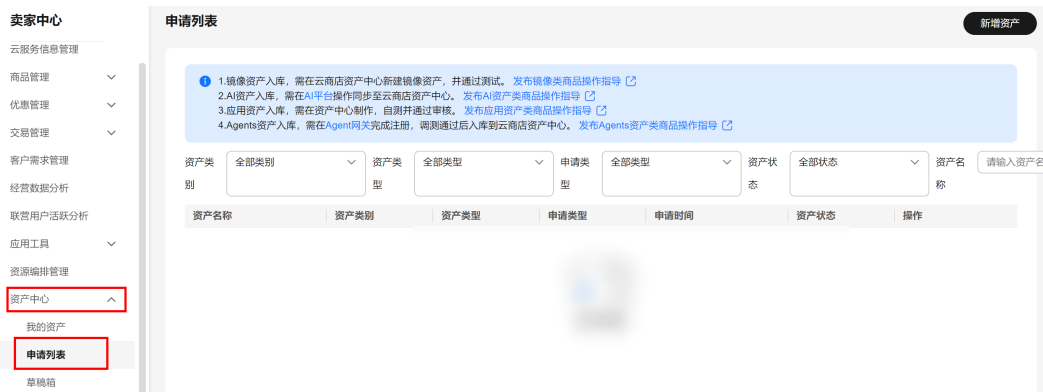 卖家中心
云服务信息管理
商品管理
优惠管理
交易管理
客户需求管理
经营数据分析
联营用户活跃分析
应用工具
资源编排管理
资产中心
我的资产
申请列表
草稿箱
申请列表
新增资产
1.镜像资产入库，需在云商店资产中心新建镜像资产，并通过测试。 发布镜像类商品操作指导
2.AI资产入库，需在AI平台操作同步至云商店资产中心。 发布AI资产类商品操作指导
3.应用资产入库，需在资产中心制作，自测并通过审核。 发布应用资产类商品操作指导
4.Agents资产入库，需在Agent网关完成注册，调测通过后入库到云商店资产中心。 发布Agents资产类商品操作指导
资产类别 全部类别 资产类型 全部类型 申请类型 全部类型 资产状态 全部状态 资产名称 请输入资产名
资产名称 资产类别 资产类型 申请类型 申请时间 资产状态 操作